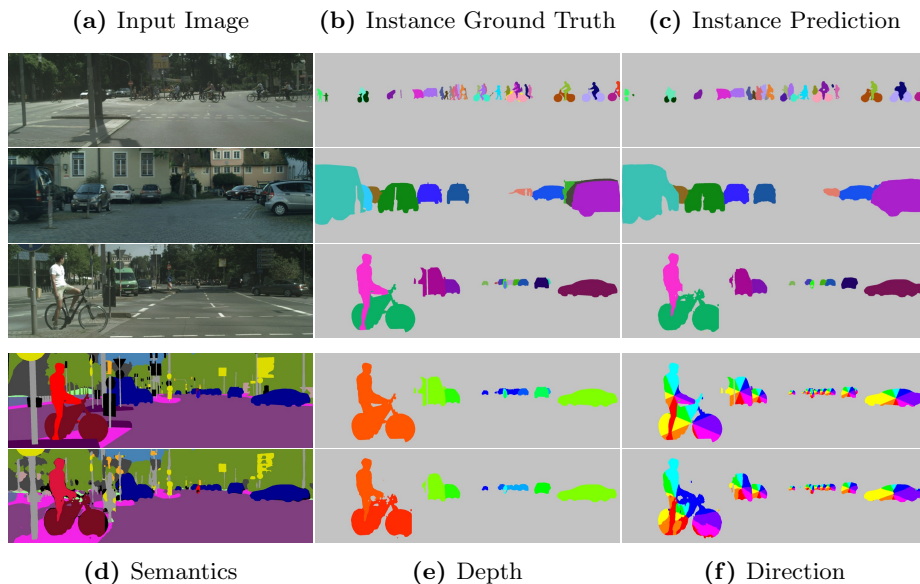 (a) Input Image
(b) Instance Ground Truth
(c) Instance Prediction
(d) Semantics
(e) Depth
(f) Direction